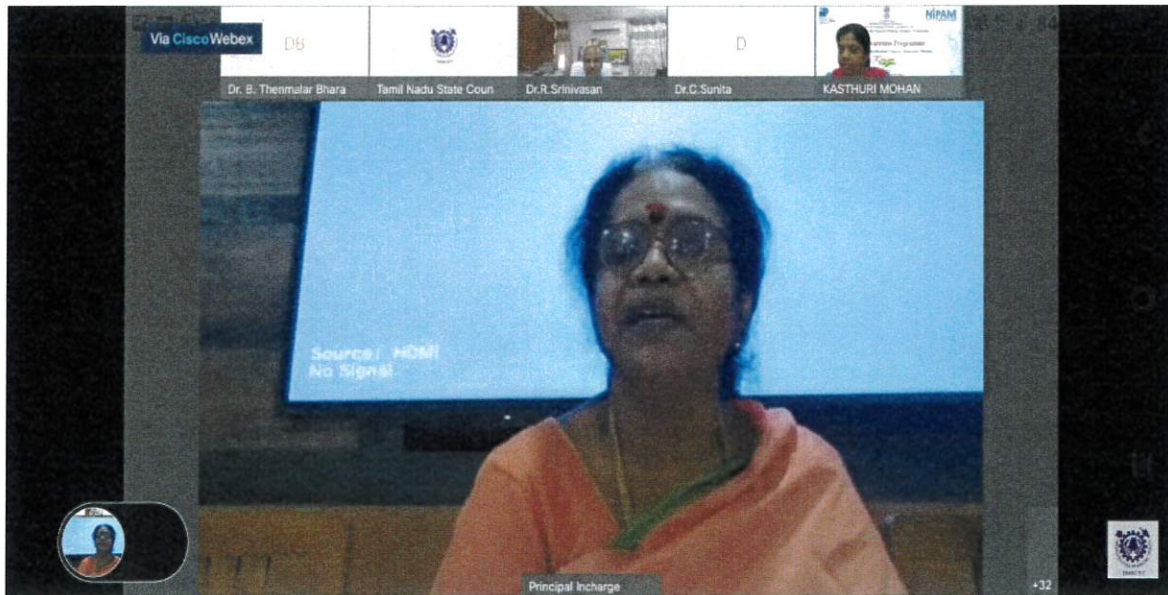 Via Cisco Webex
DB
D
NiPAM
Dr. B. Thenmalar Bhara
Tamil Nadu State Coun
Dr.R.Srinivasan
Dr.C.Sunita
KASTHURI MOHAN
Source: HDMI
No Signal
Principal Incharge
+32